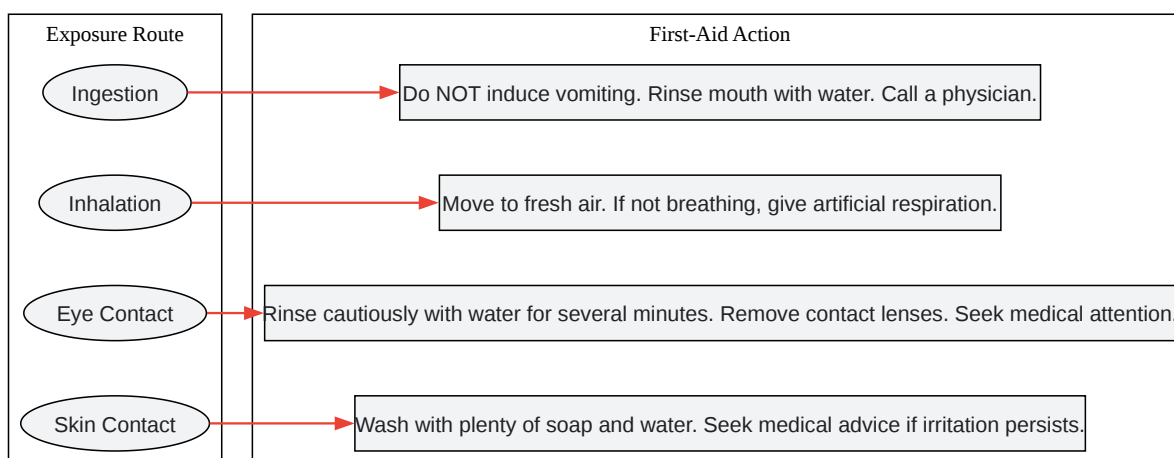 Exposure Route
First-Aid Action
Ingestion
Do NOT induce vomiting. Rinse mouth with water. Call a physician.
Inhalation
Move to fresh air. If not breathing, give artificial respiration.
Eye Contact
Rinse cautiously with water for several minutes. Remove contact lenses. Seek medical attention.
Skin Contact
Wash with plenty of soap and water. Seek medical advice if irritation persists.